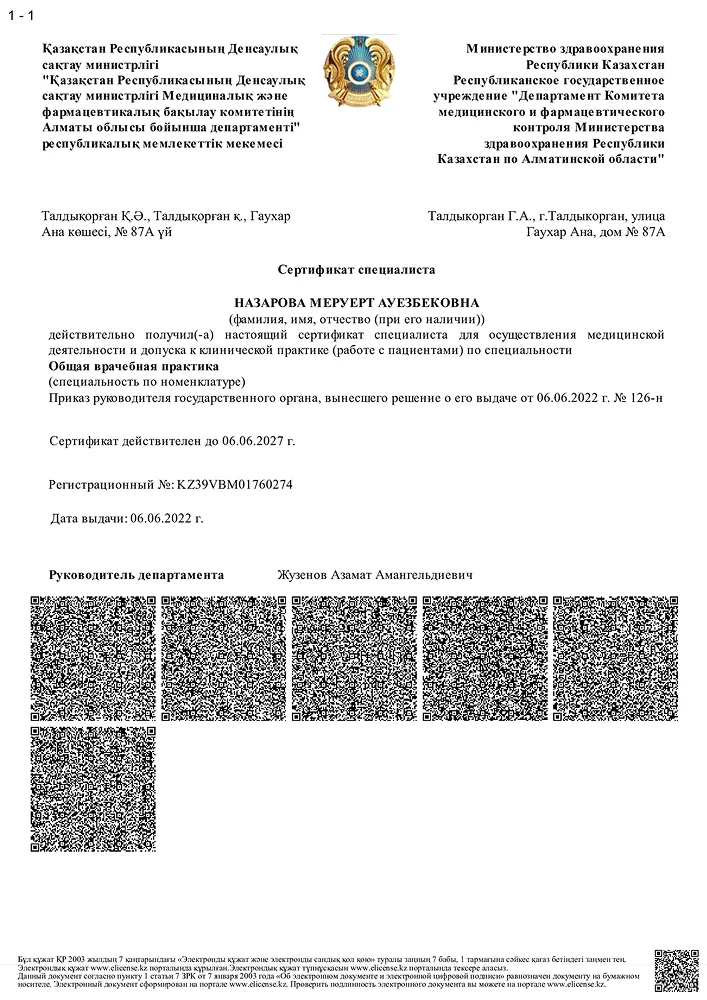 1 - 1
Қазақстан Республикасының Денсаулық
сақтау министрлігі
"Қазақстан Республикасының Денсаулық
сақтау министрлігі Медициналық және
фармацевтикалық бақылау комитетінің
Алматы облысы бойынша департаменті"
республикалық мемлекеттік мекемесі
Министерство здравоохранения
Республики Казахстан
Республиканское государственное
учреждение "Департамент Комитета
медицинского и фармацевтического
контроля Министерства
здравоохранения Республики
Казахстан по Алматинской области"
Талдықорған Қ.Ә., Талдықорған қ., Гаухар
Ана көшесі, № 87А үй
Талдыкорган Г.А., г.Талдыкорган, улица
Гаухар Ана, дом № 87А
Сертификат специалиста
НАЗАРОВА МЕРУЕРТ АУЕЗБЕКОВНА
(фамилия, имя, отчество (при его наличии))
действительно получил(-а) настоящий сертификат специалиста для осуществления медицинской
деятельности и допуска к клинической практике (работе с пациентами) по специальности
Общая врачебная практика
(специальность по номенклатуре)
Приказ руководителя государственного органа, вынесшего решение о его выдаче от 06.06.2022 г. № 126-н
Сертификат действителен до 06.06.2027 г.
Регистрационный №: KZ39VBM01760274
Дата выдачи: 06.06.2022 г.
Руководитель департамента Жузенов Азамат Амангельдиевич
Бұл құжат ҚР 2003 жылдың 7 қаңтарындағы «Электронды құжат және электронды сандық қол қою» туралы заңның 7 бабы, 1 тармағына сәйкес қағаз бетіндегі заңмен тең.
Электрондық құжат www.elicense.kz порталында құрылған.Электрондық құжат түпнұсқасын www.elicense.kz порталында тексере аласыз.
Данный документ согласно пункту 1 статьи 7 ЗРК от 7 января 2003 года «Об электронном документе и электронной цифровой подписи» равнозначен документу на бумажном
носителе. Электронный документ сформирован на портале www.elicense.kz. Проверить подлинность электронного документа вы можете на портале www.elicense.kz.